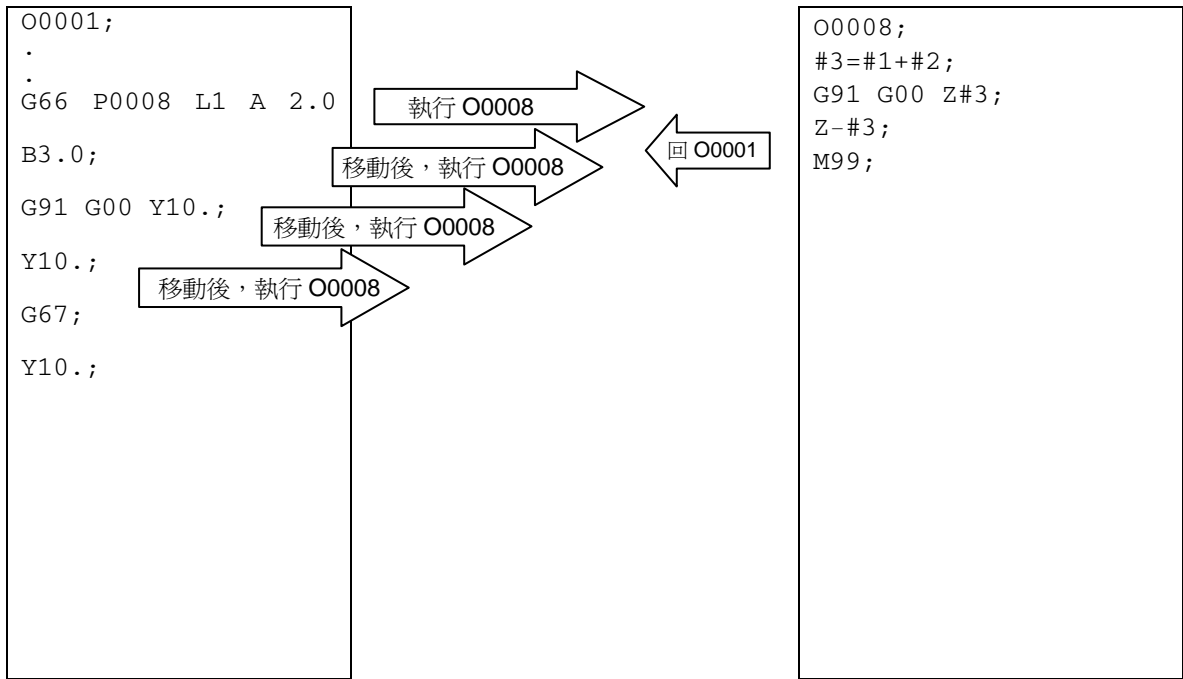 O0001;
.
.
G66 P0008 L1 A 2.0
B3.0;
G91 G00 Y10.;
Y10.;
G67;
Y10.;
執行 O0008
移動後，執行 O0008
移動後，執行 O0008
移動後，執行 O0008
回 O0001
O0008;
#3=#1+#2;
G91 G00 Z#3;
Z-#3;
M99;